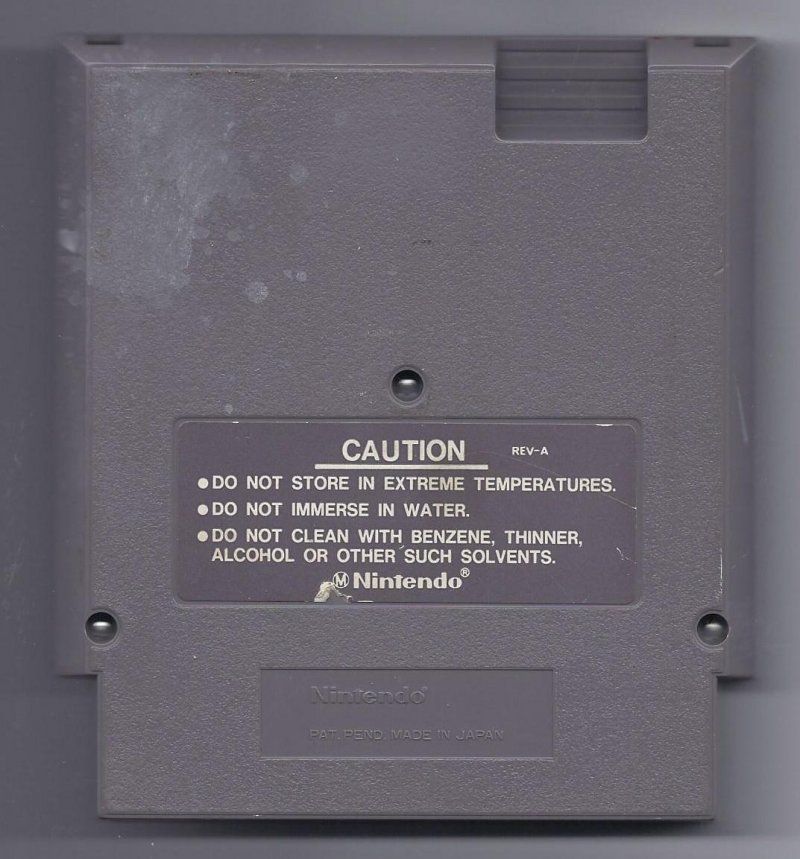 CAUTION REV-A
●DO NOT STORE IN EXTREME TEMPERATURES.
●DO NOT IMMERSE IN WATER.
●DO NOT CLEAN WITH BENZENE, THINNER,
ALCOHOL OR OTHER SUCH SOLVENTS.
Ⓜ Nintendo®
Nintendo®
PAT. PEND. MADE IN JAPAN